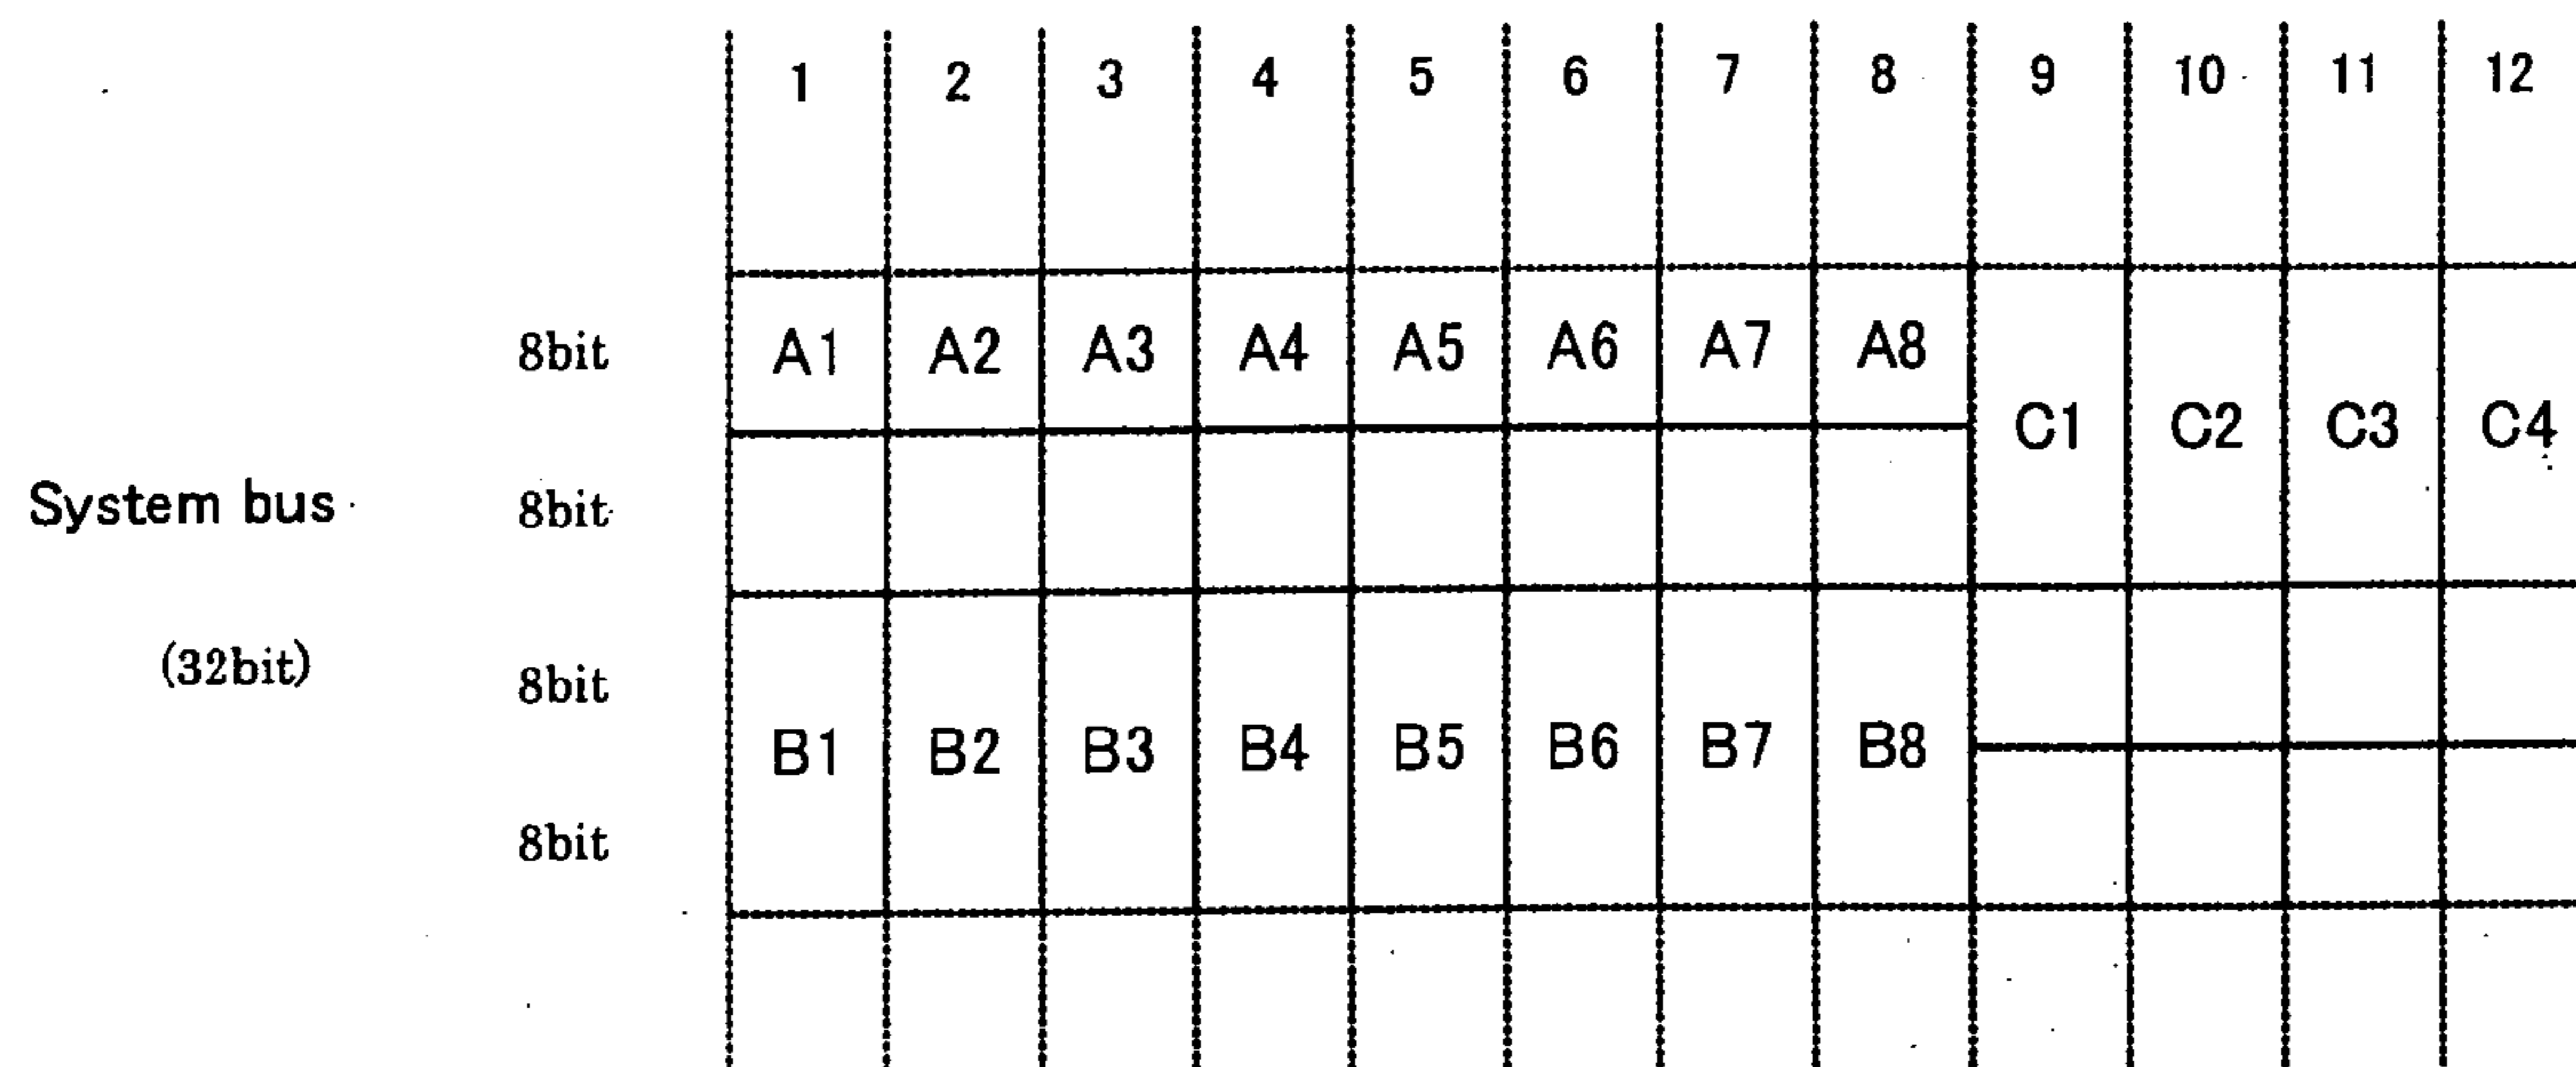 1 2 3 4 5 6 7 8 9 10 11 12
8bit A1 A2 A3 A4 A5 A6 A7 A8
C1 C2 C3 C4
System bus 8bit
(32bit) 8bit
B1 B2 B3 B4 B5 B6 B7 B8
8bit